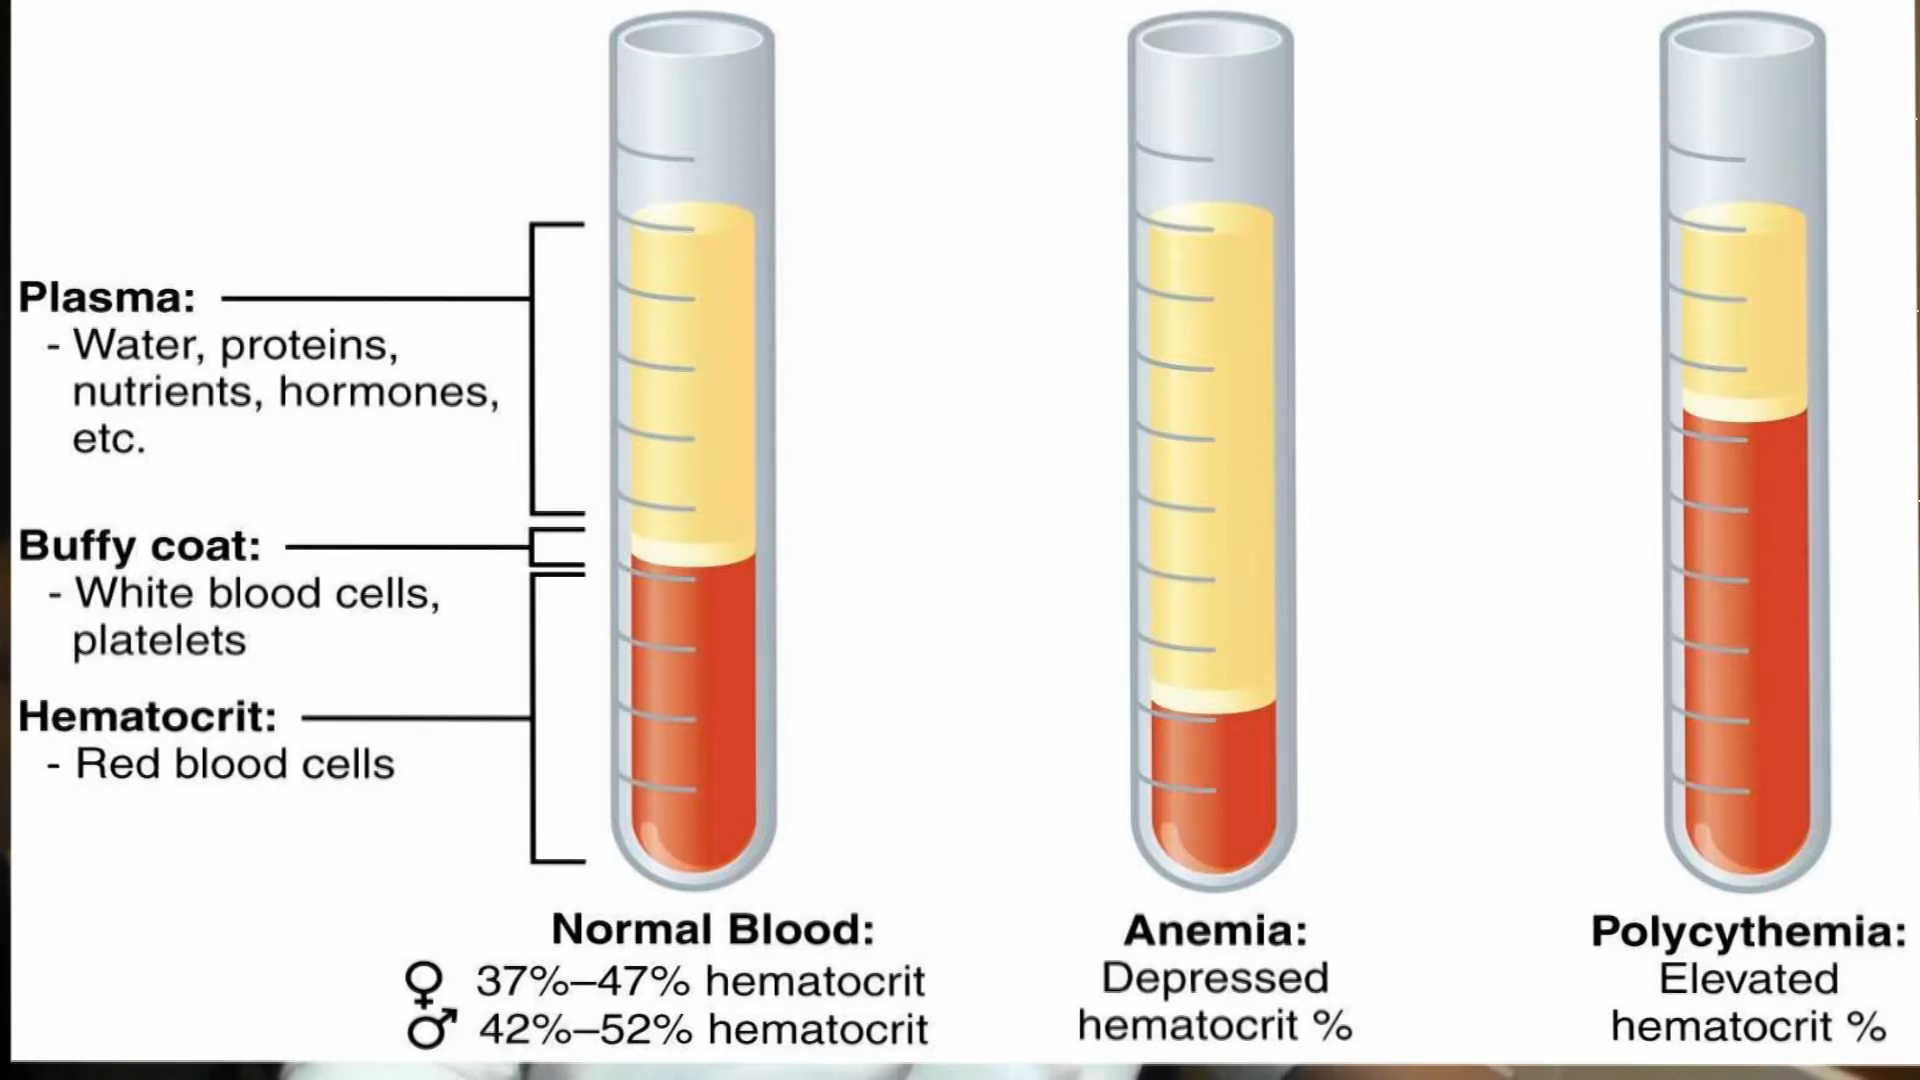 Plasma:
- Water, proteins,
nutrients, hormones,
etc.
Buffy coat:
- White blood cells,
platelets
Hematocrit:
- Red blood cells
Normal Blood:
♀ 37%–47% hematocrit
♂ 42%–52% hematocrit
Anemia:
Depressed
hematocrit %
Polycythemia:
Elevated
hematocrit %